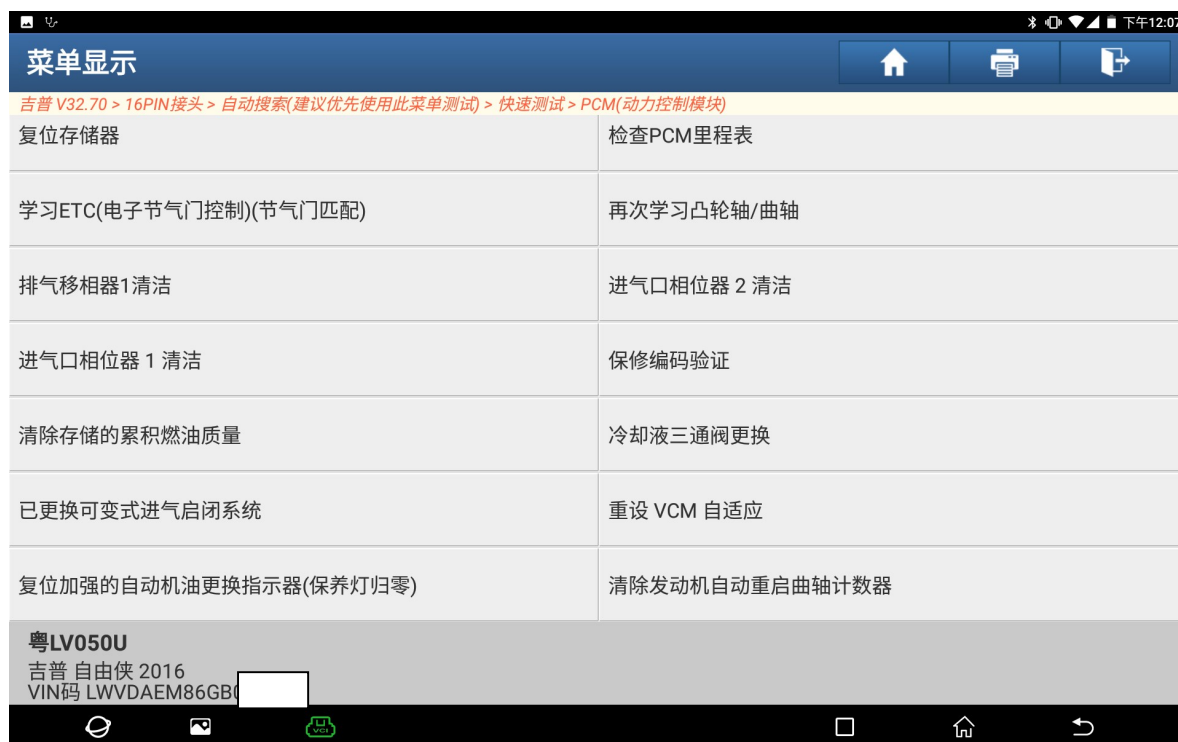 下午12:07
菜单显示
吉普 V32.70 > 16PIN接头 > 自动搜索(建议优先使用此菜单测试) > 快速测试 > PCM(动力控制模块)
复位存储器
检查PCM里程表
学习ETC(电子节气门控制)(节气门匹配)
再次学习凸轮轴/曲轴
排气移相器1清洁
进气口相位器 2 清洁
进气口相位器 1 清洁
保修编码验证
清除存储的累积燃油质量
冷却液三通阀更换
已更换可变式进气启闭系统
重设 VCM 自适应
复位加强的自动机油更换指示器(保养灯归零)
清除发动机自动重启曲轴计数器
粤LV050U
吉普 自由侠 2016
VIN码 LWVDAEM86GB
VCI